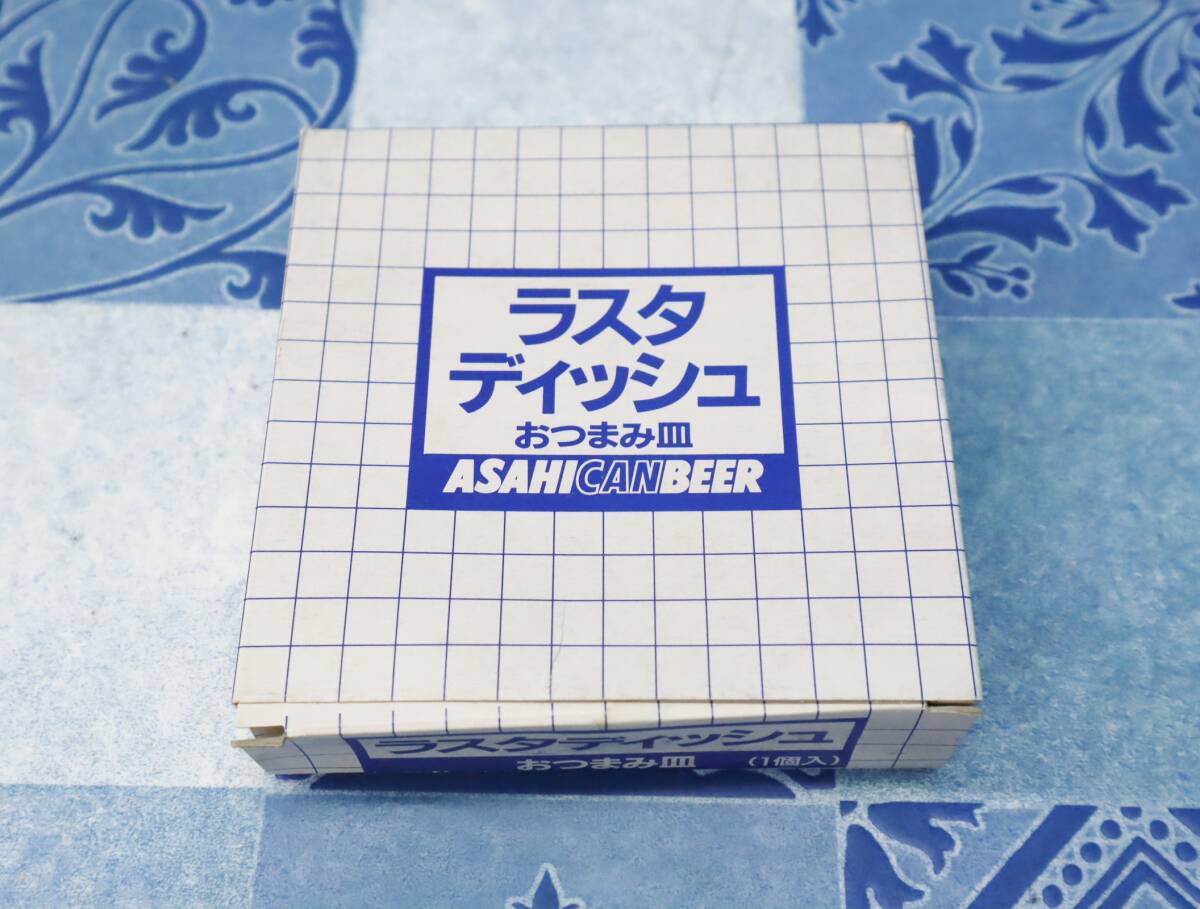 ラスタ
ディッシュ
おつまみ皿
ASAHICANBEER
ラスタディッシュ
おつまみ皿 (1個入)